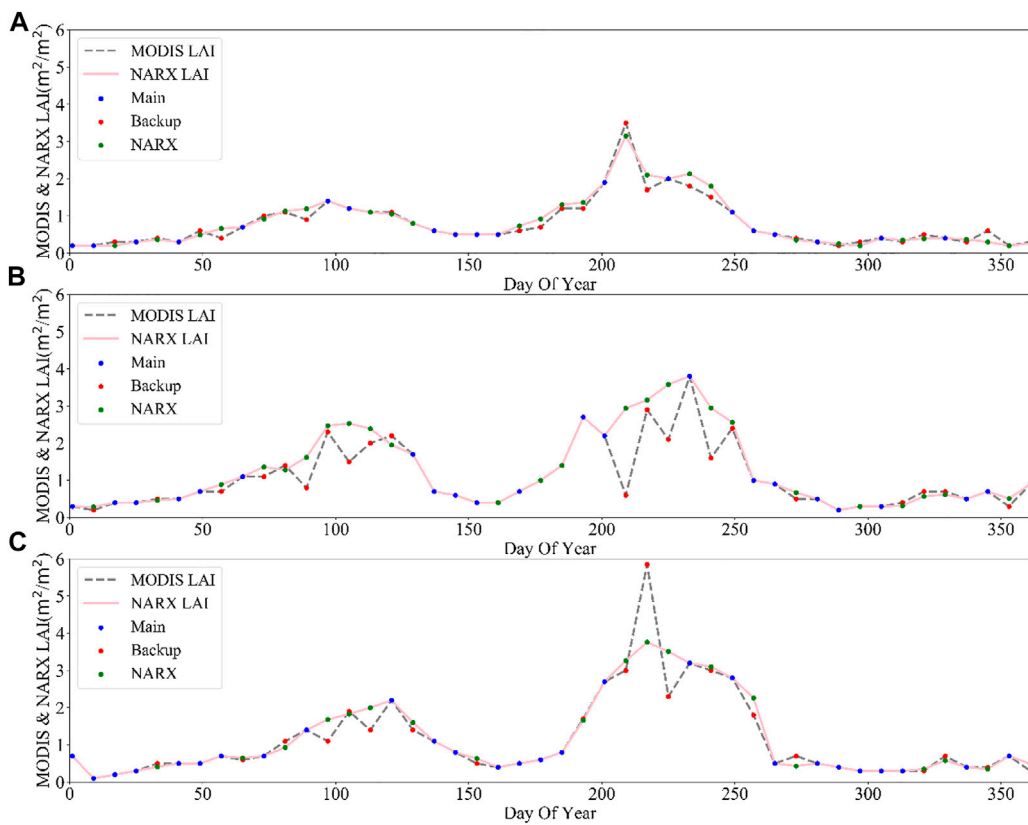 A
MODIS & NARX LAI(m²/m²)
6
5
4
3
2
1
0
MODIS LAI
NARX LAI
Main
Backup
NARX
0
50
100
150
200
250
300
350
Day Of Year
B
MODIS & NARX LAI(m²/m²)
6
5
4
3
2
1
0
MODIS LAI
NARX LAI
Main
Backup
NARX
0
50
100
150
200
250
300
350
Day Of Year
C
MODIS & NARX LAI(m²/m²)
6
5
4
3
2
1
0
MODIS LAI
NARX LAI
Main
Backup
NARX
0
50
100
150
200
250
300
350
Day Of Year